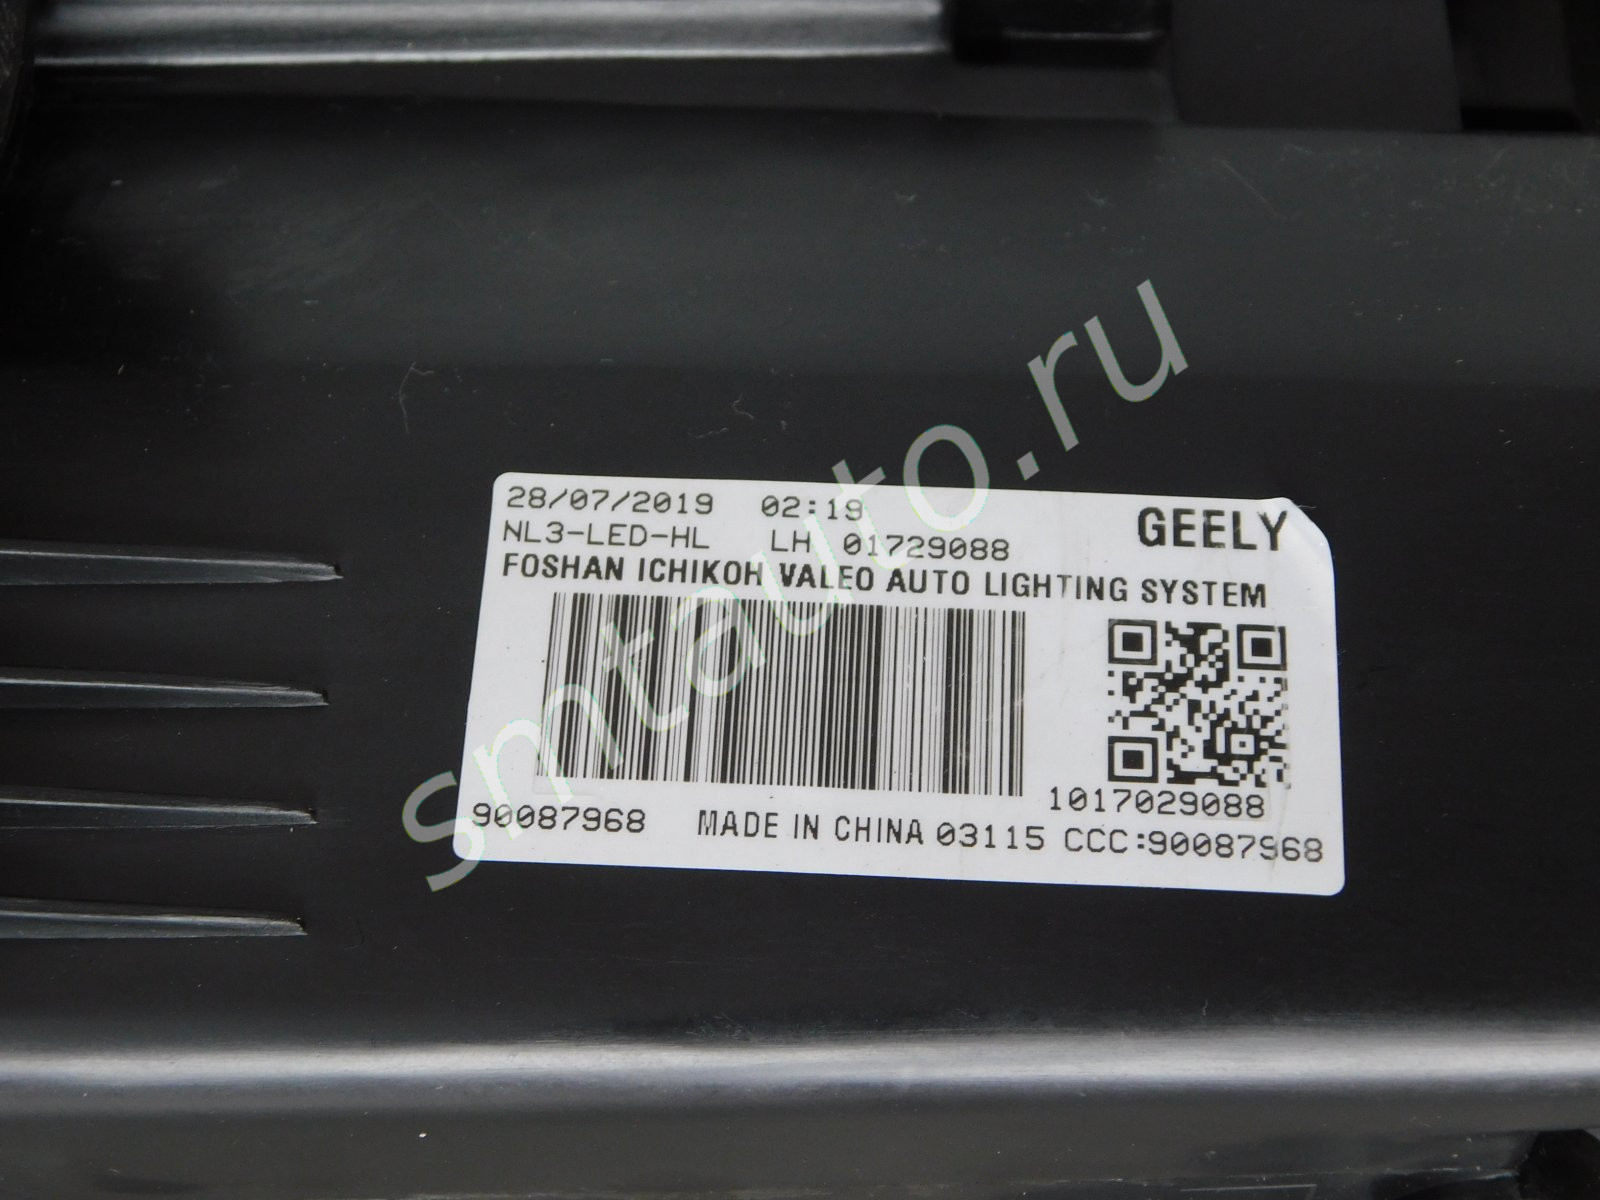 28/07/2019 02:19
GEELY
NL3-LED-HL LH 01729088
FOSHAN ICHIKOH VALEO AUTO LIGHTING SYSTEM
1017029088
90087968 MADE IN CHINA 03115 CCC:90087968
smtauto.ru